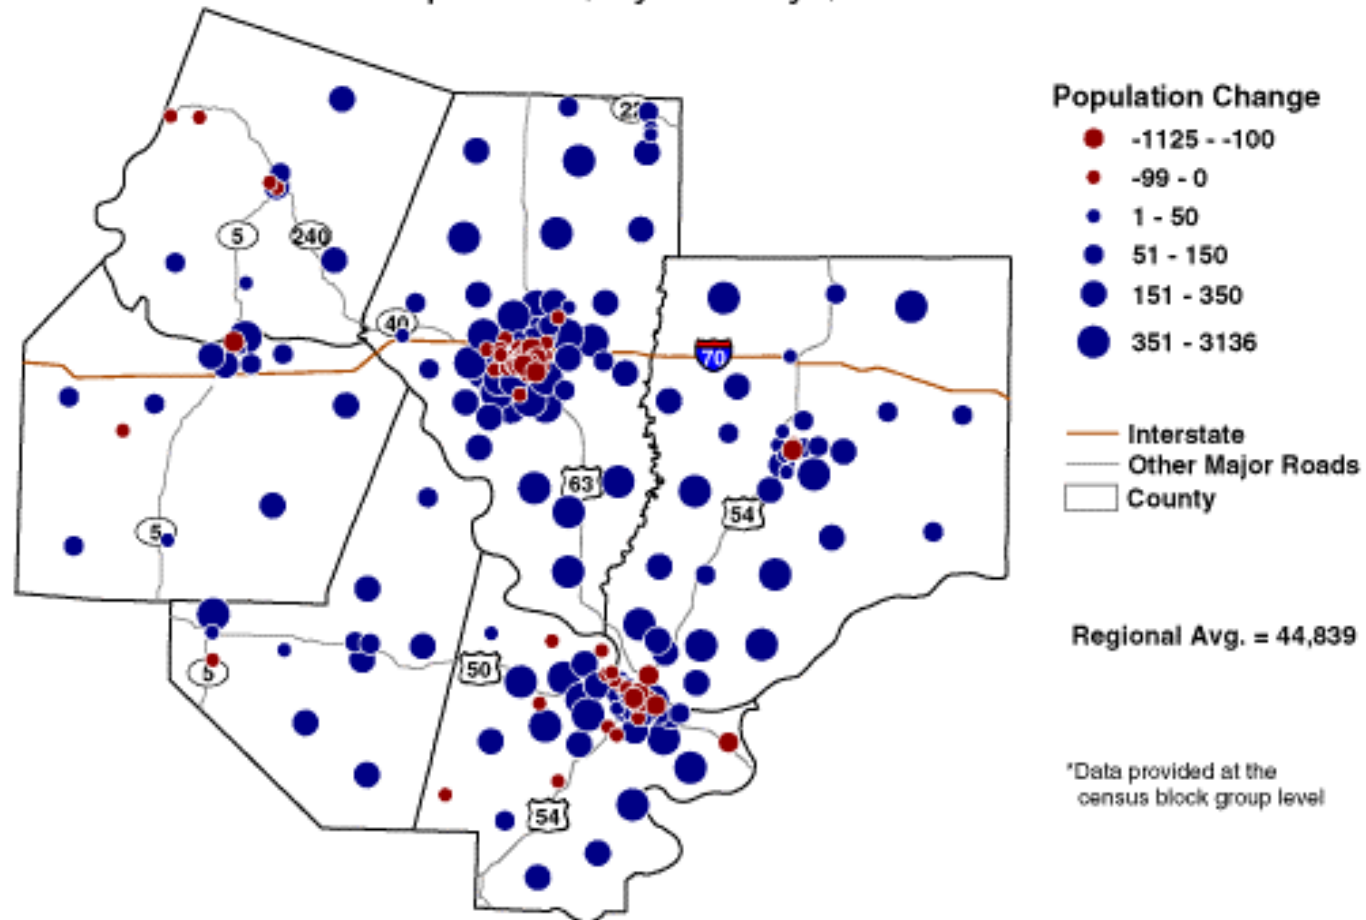 Population Change
-1125 - -100
-99 - 0
1 - 50
51 - 150
151 - 350
351 - 3136
Interstate
Other Major Roads
County
Regional Avg. = 44,839
*Data provided at the
census block group level
5
240
40
70
63
54
5
50
5
54